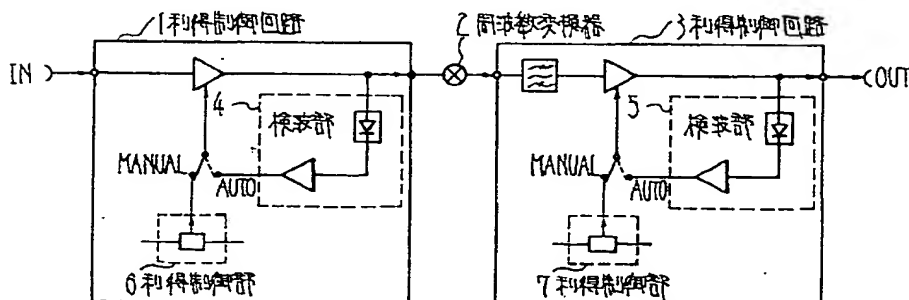 1利得制御回路
2周波数変換器
3利得制御回路
IN
OUT
4
検波部
5
検波部
MANUAL
AUTO
MANUAL
AUTO
6利得制御部
7利得制御部